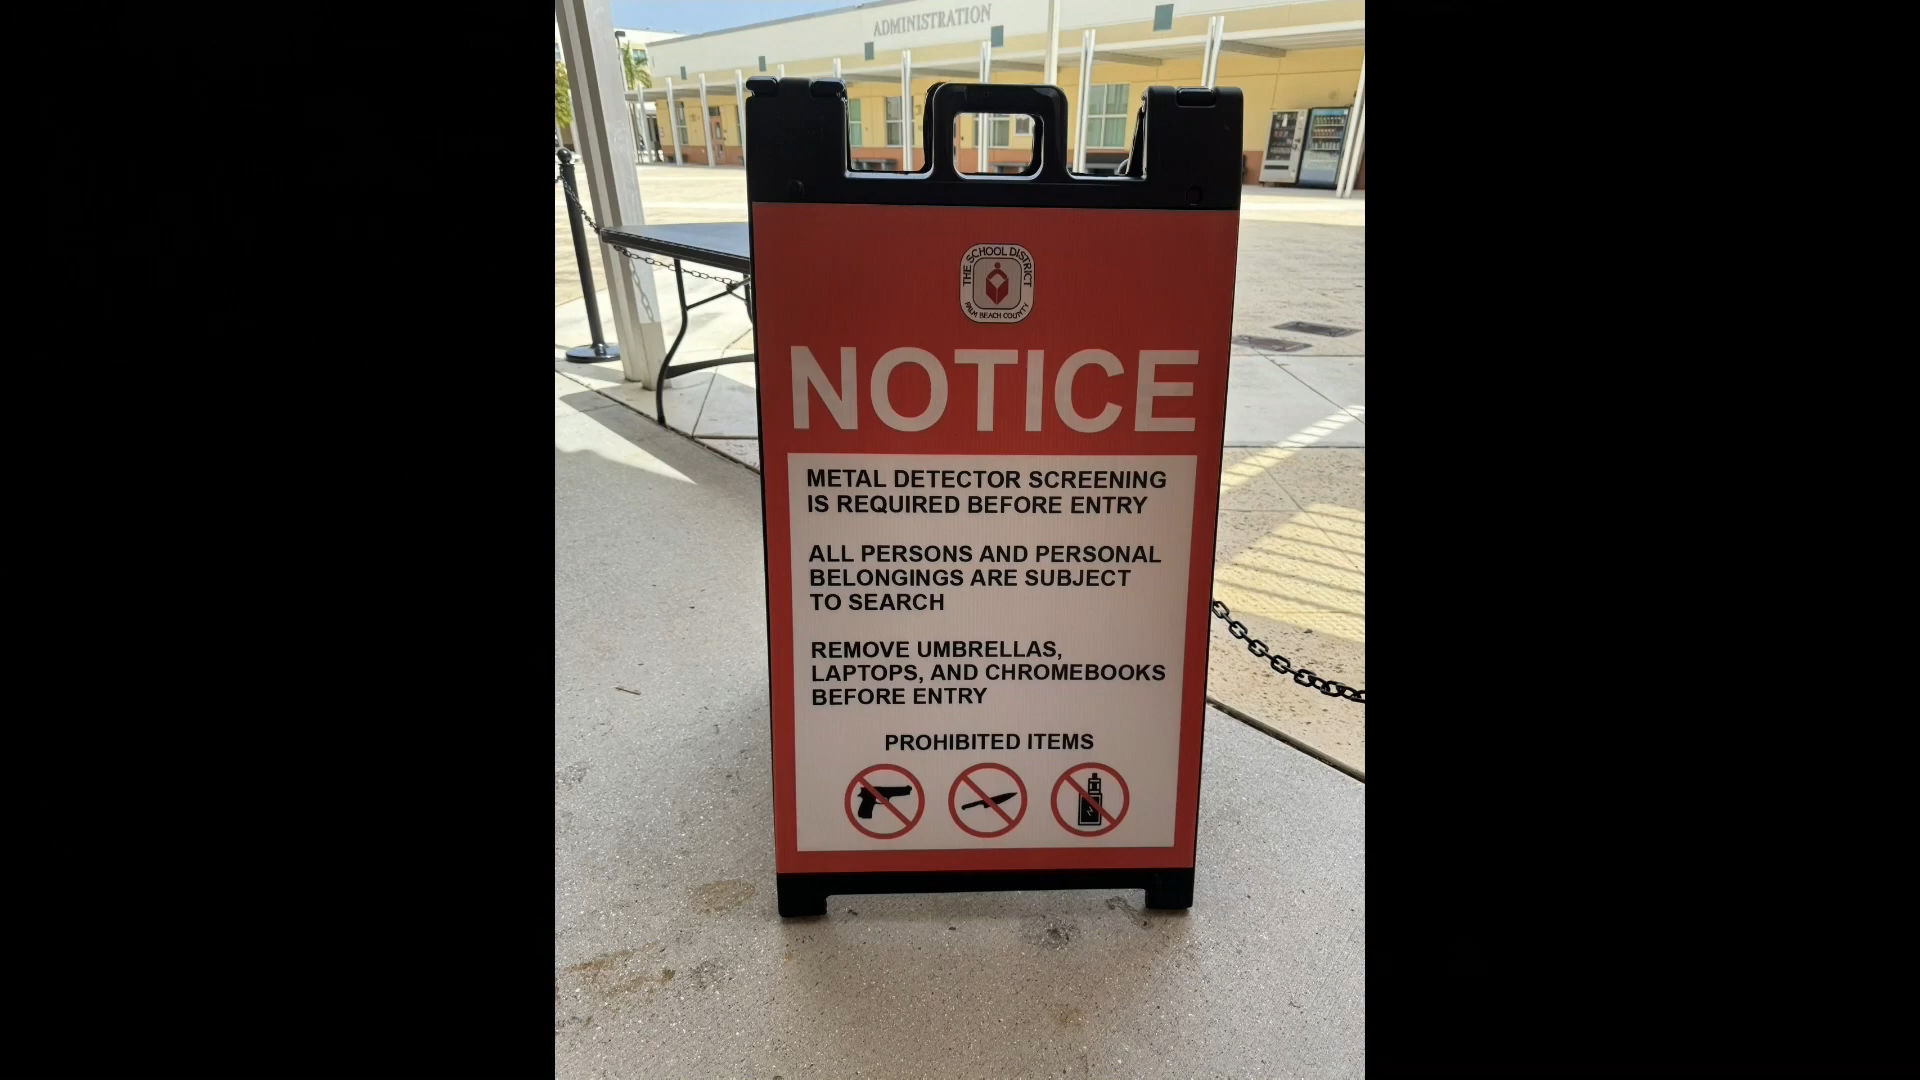 ADMINISTRATION
THE SCHOOL DISTRICT
PALM BEACH COUNTY
NOTICE
METAL DETECTOR SCREENING
IS REQUIRED BEFORE ENTRY
ALL PERSONS AND PERSONAL
BELONGINGS ARE SUBJECT
TO SEARCH
REMOVE UMBRELLAS,
LAPTOPS, AND CHROMEBOOKS
BEFORE ENTRY
PROHIBITED ITEMS